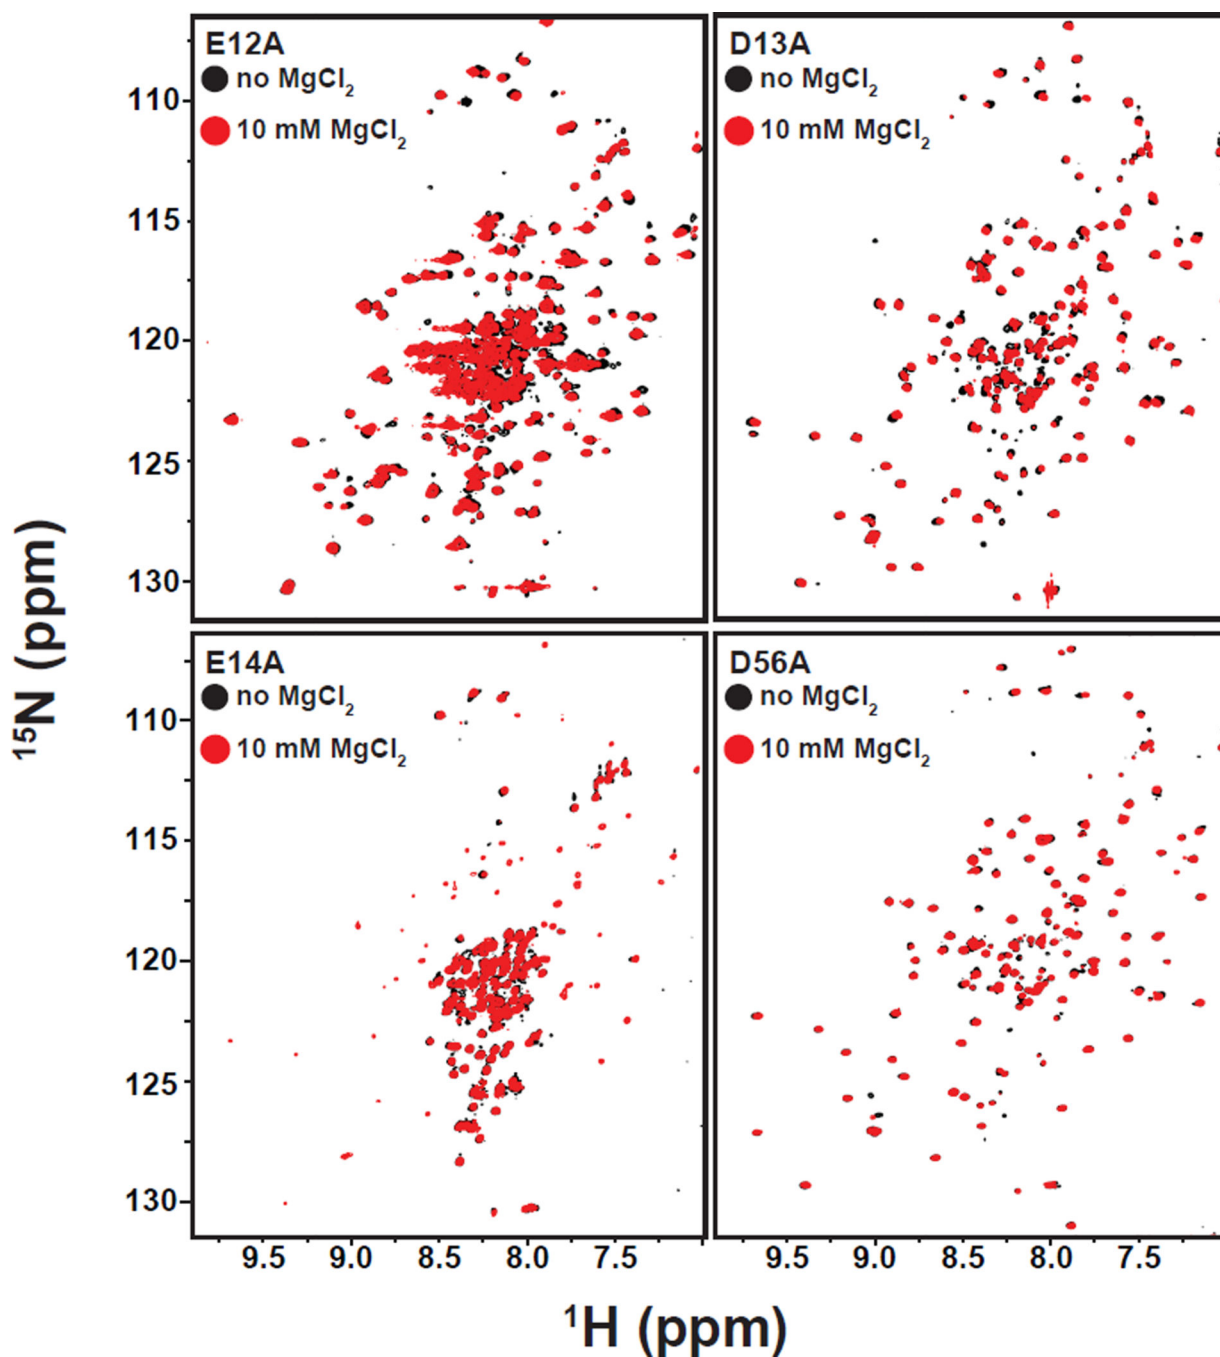 E12A
no MgCl₂
10 mM MgCl₂
D13A
no MgCl₂
10 mM MgCl₂
110
115
120
125
130
E14A
no MgCl₂
10 mM MgCl₂
D56A
no MgCl₂
10 mM MgCl₂
110
115
120
125
130
¹⁵N (ppm)
9.5 9.0 8.5 8.0 7.5
9.5 9.0 8.5 8.0 7.5
¹H (ppm)